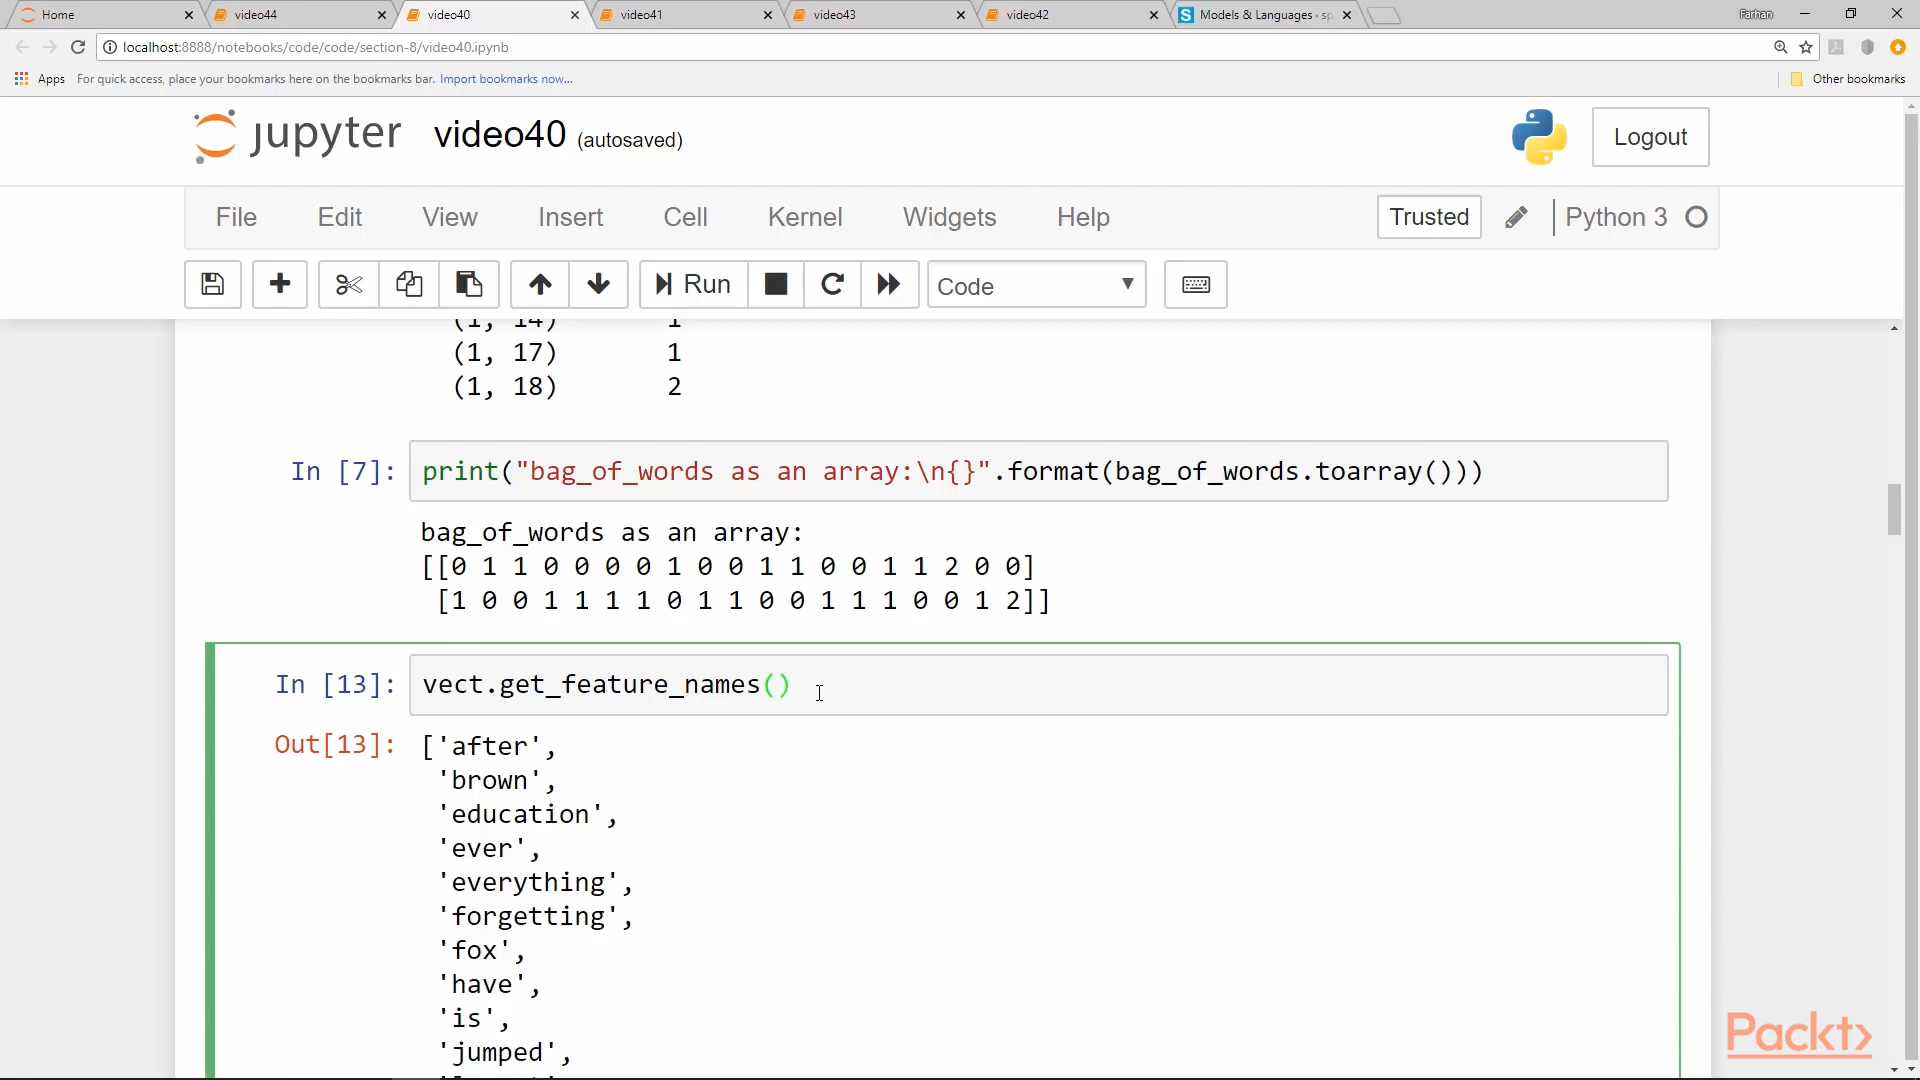 Home
video44
video40
video41
video43
video42
Models & Languages · sp
Farhan
localhost:8888/notebooks/code/code/section-8/video40.ipynb
Apps For quick access, place your bookmarks here on the bookmarks bar. Import bookmarks now... Other bookmarks
jupyter video40 (autosaved) Logout
File Edit View Insert Cell Kernel Widgets Help Trusted Python 3
Run Code
(1, 14) 1
(1, 17) 1
(1, 18) 2
In [7]: print("bag_of_words as an array:\n{}".format(bag_of_words.toarray()))
bag_of_words as an array:
[[0 1 1 0 0 0 0 1 0 0 1 1 0 0 1 1 2 0 0]
[1 0 0 1 1 1 1 0 1 1 0 0 1 1 1 0 0 1 2]]
In [13]: vect.get_feature_names()
Out[13]: ['after',
'brown',
'education',
'ever',
'everything',
'forgetting',
'fox',
'have',
'is',
'jumped',
Packt>